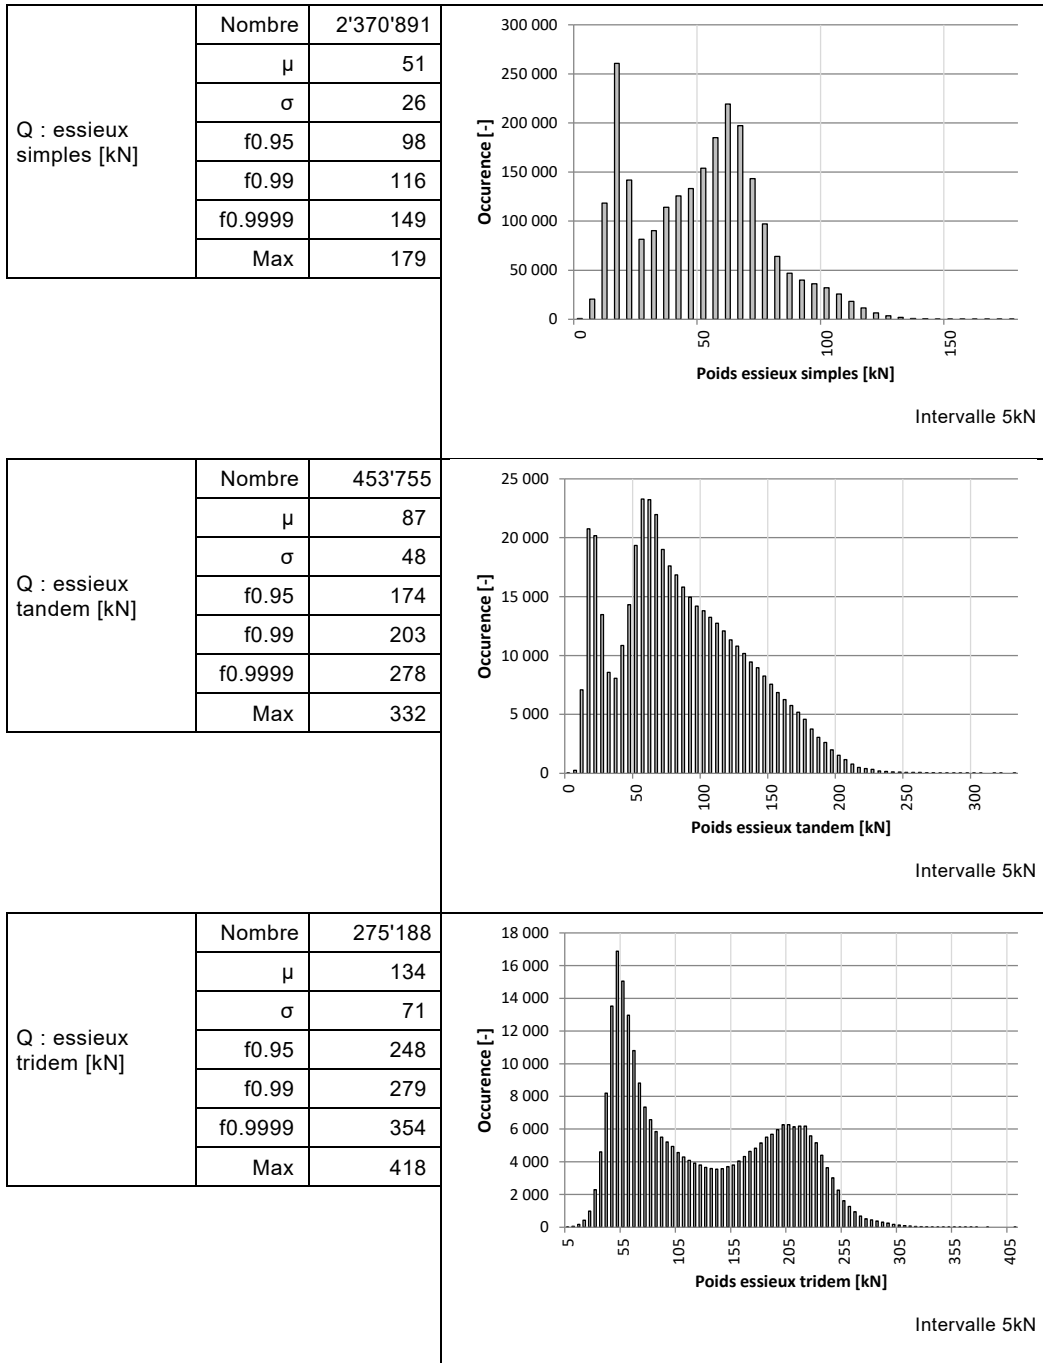 Q : essieux
simples [kN]
Nombre 2'370'891
µ 51
σ 26
f0.95 98
f0.99 116
f0.9999 149
Max 179
300 000
250 000
200 000
150 000
100 000
50 000
0
Occurence [-]
0 50 100 150
Poids essieux simples [kN]
Intervalle 5kN
Q : essieux
tandem [kN]
Nombre 453'755
µ 87
σ 48
f0.95 174
f0.99 203
f0.9999 278
Max 332
25 000
20 000
15 000
10 000
5 000
0
Occurence [-]
0 50 100 150 200 250 300
Poids essieux tandem [kN]
Intervalle 5kN
Q : essieux
tridem [kN]
Nombre 275'188
µ 134
σ 71
f0.95 248
f0.99 279
f0.9999 354
Max 418
18 000
16 000
14 000
12 000
10 000
8 000
6 000
4 000
2 000
0
Occurence [-]
5 55 105 155 205 255 305 355 405
Poids essieux tridem [kN]
Intervalle 5kN